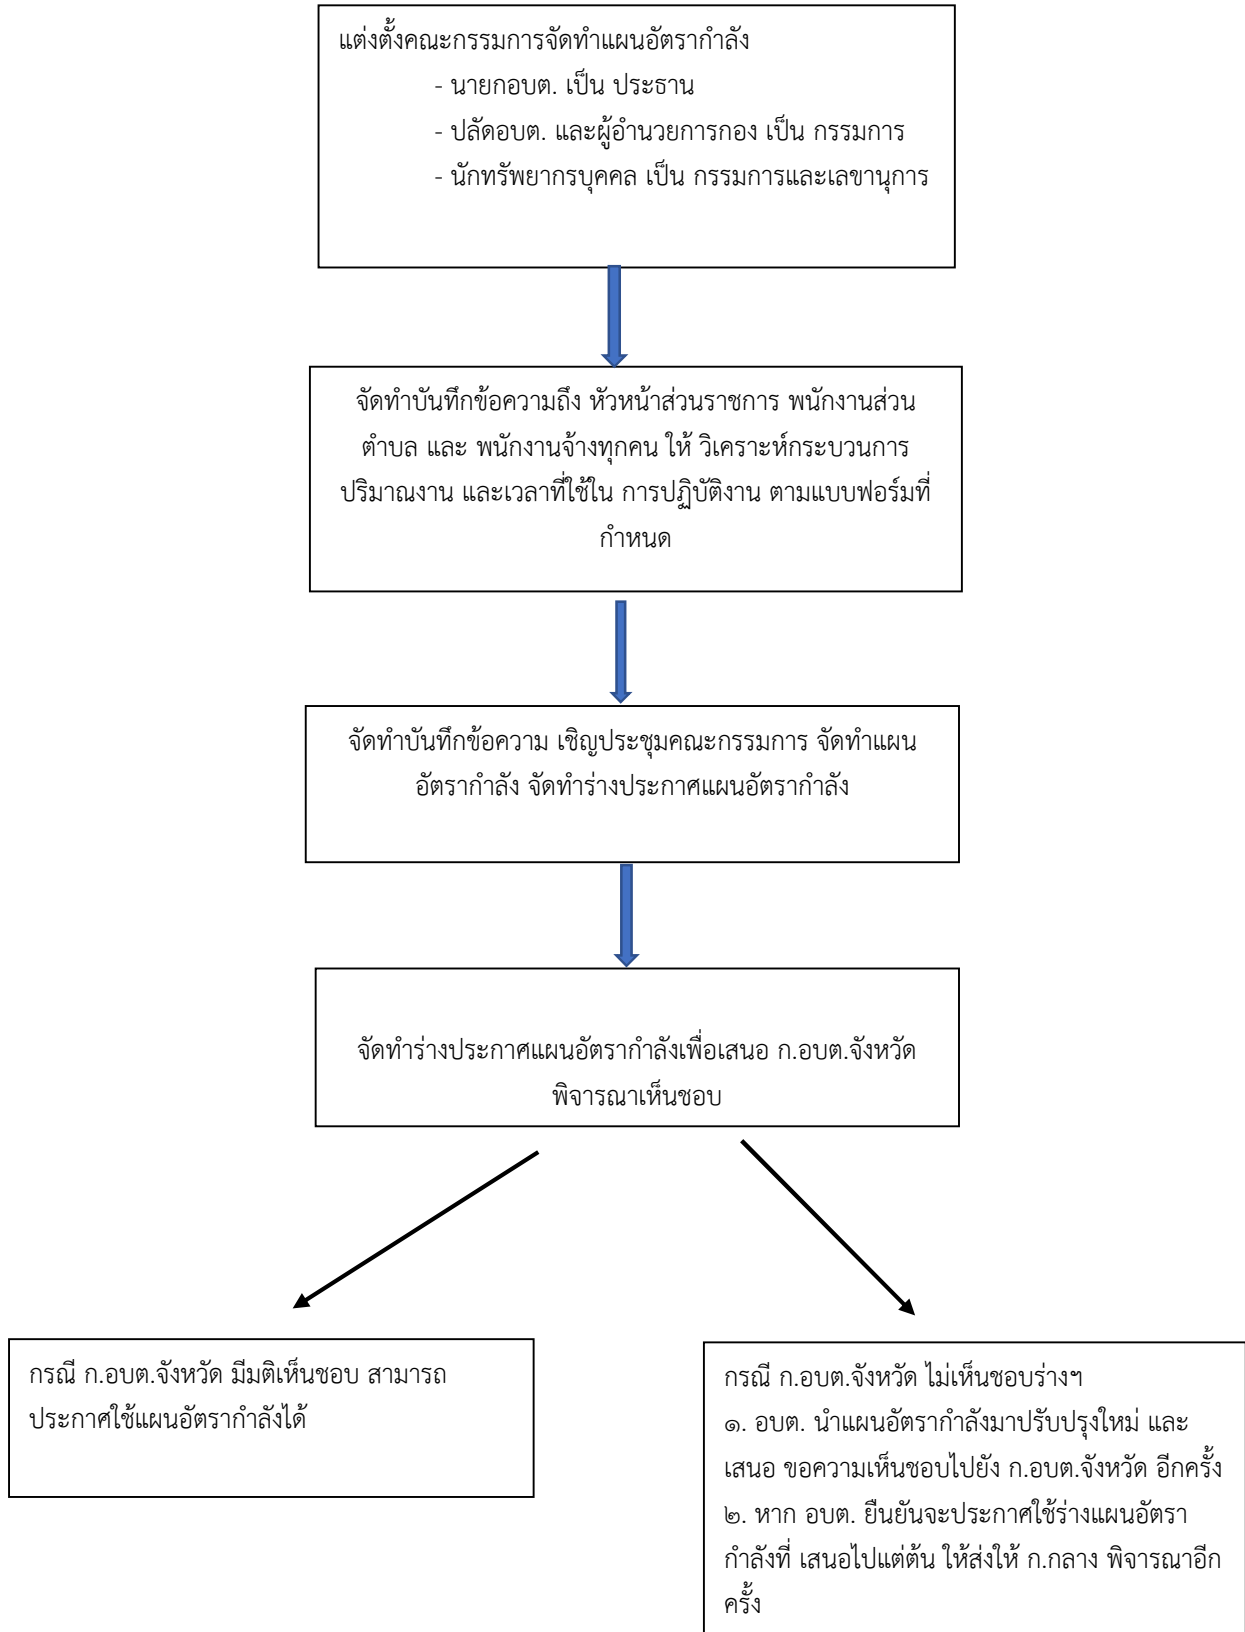 แต่งตั้งคณะกรรมการจัดทำแผนอัตรากำลัง
- นายกอบต. เป็น ประธาน
- ปลัดอบต. และผู้อำนวยการกอง เป็น กรรมการ
- นักทรัพยากรบุคคล เป็น กรรมการและเลขานุการ
จัดทำบันทึกข้อความถึง หัวหน้าส่วนราชการ พนักงานส่วน
ตำบล และ พนักงานจ้างทุกคน ให้ วิเคราะห์กระบวนการ
ปริมาณงาน และเวลาที่ใช้ใน การปฏิบัติงาน ตามแบบฟอร์มที่
กำหนด
จัดทำบันทึกข้อความ เชิญประชุมคณะกรรมการ จัดทำแผน
อัตรากำลัง จัดทำร่างประกาศแผนอัตรากำลัง
จัดทำร่างประกาศแผนอัตรากำลังเพื่อเสนอ ก.อบต.จังหวัด
พิจารณาเห็นชอบ
กรณี ก.อบต.จังหวัด มีมติเห็นชอบ สามารถ
ประกาศใช้แผนอัตรากำลังได้
กรณี ก.อบต.จังหวัด ไม่เห็นชอบร่างฯ
๑. อบต. นำแผนอัตรากำลังมาปรับปรุงใหม่ และ
เสนอ ขอความเห็นชอบไปยัง ก.อบต.จังหวัด อีกครั้ง
๒. หาก อบต. ยืนยันจะประกาศใช้ร่างแผนอัตรา
กำลังที่ เสนอไปแต่ต้น ให้ส่งให้ ก.กลาง พิจารณาอีก
ครั้ง